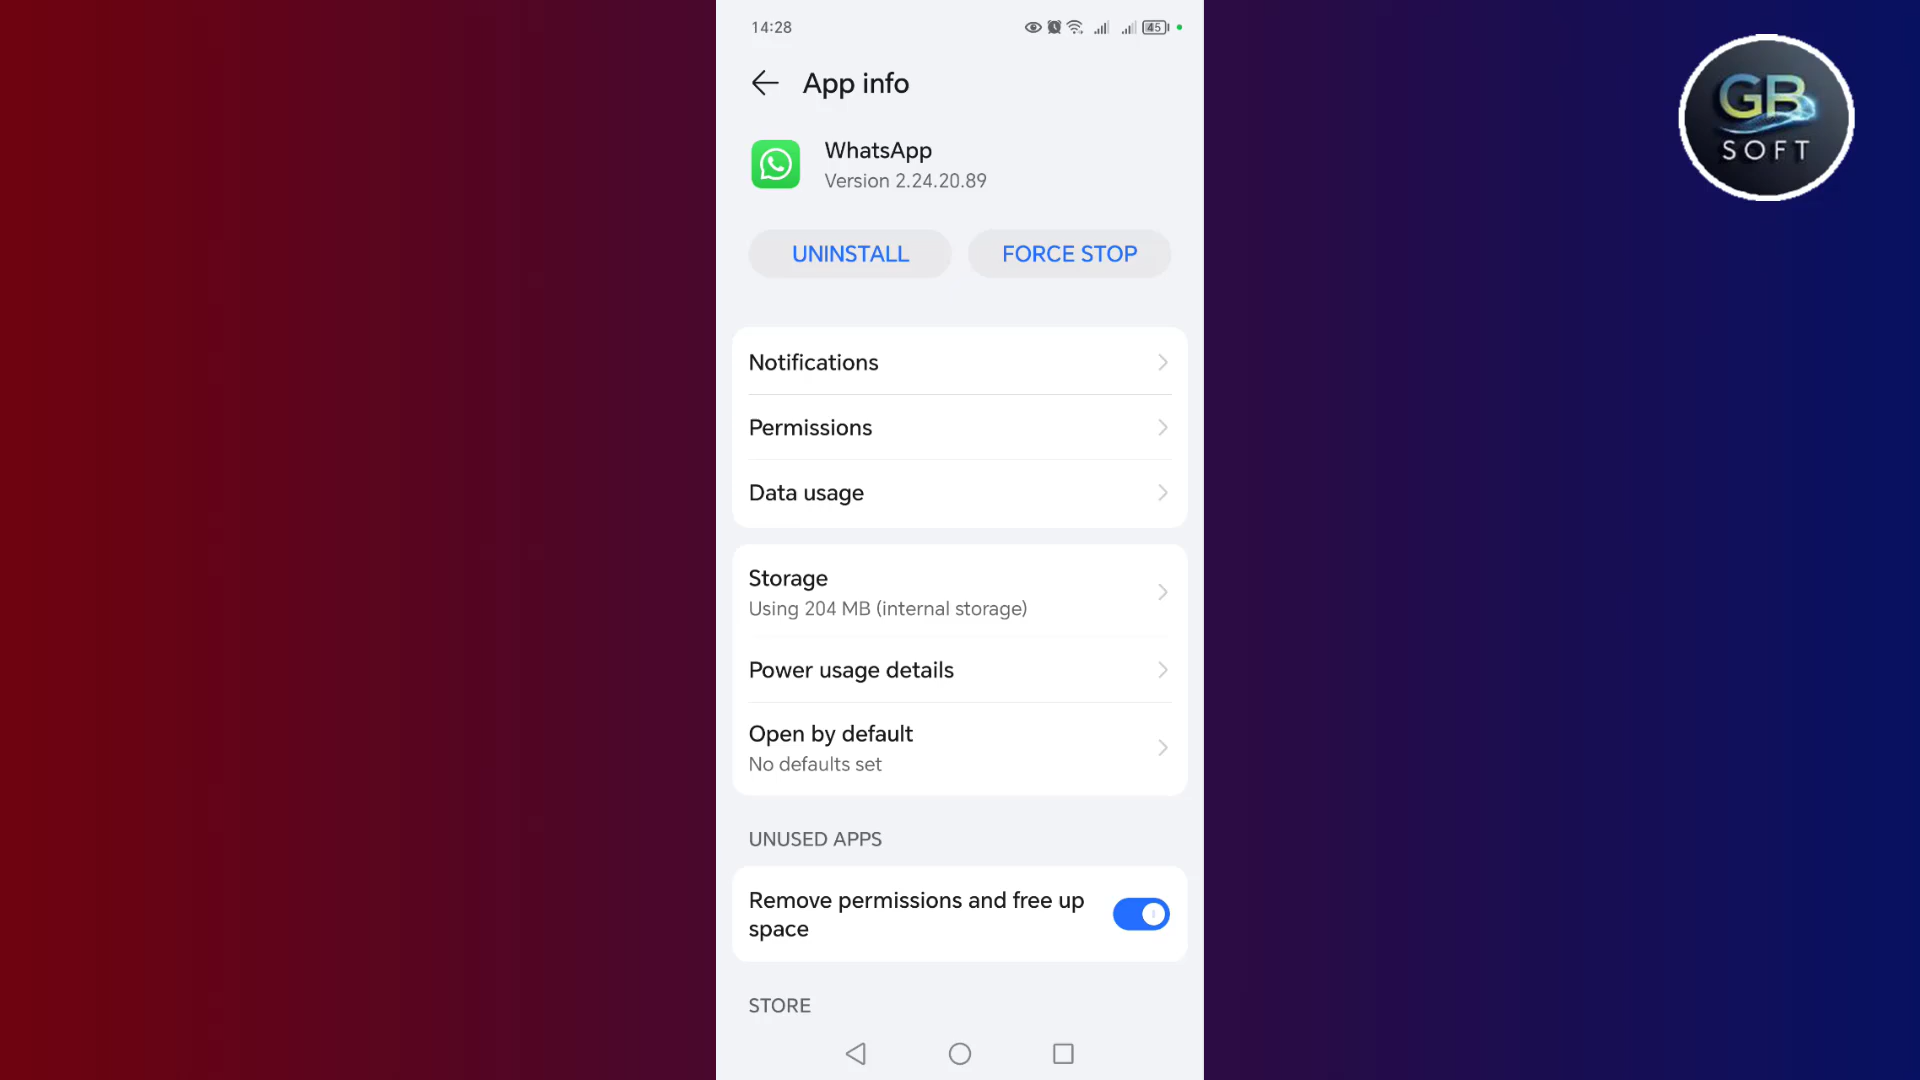 14:28
45
App info
WhatsApp
Version 2.24.20.89
UNINSTALL
FORCE STOP
Notifications
Permissions
Data usage
Storage
Using 204 MB (internal storage)
Power usage details
Open by default
No defaults set
UNUSED APPS
Remove permissions and free up
space
STORE
GB
SOFT